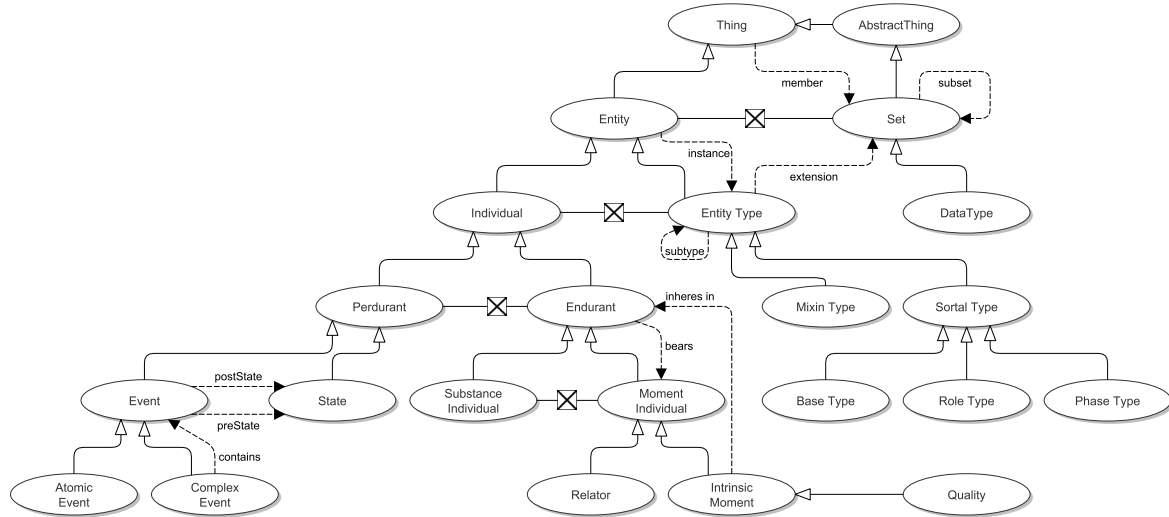 Thing
AbstractThing
member
subset
Entity
Set
instance
extension
Individual
Entity Type
DataType
subtype
Perdurant
Endurant
inheres in
Mixin Type
Sortal Type
bears
postState
Event
State
Substance
Individual
Moment
Individual
Base Type
Role Type
Phase Type
preState
contains
Atomic
Event
Complex
Event
Relator
Intrinsic
Moment
Quality